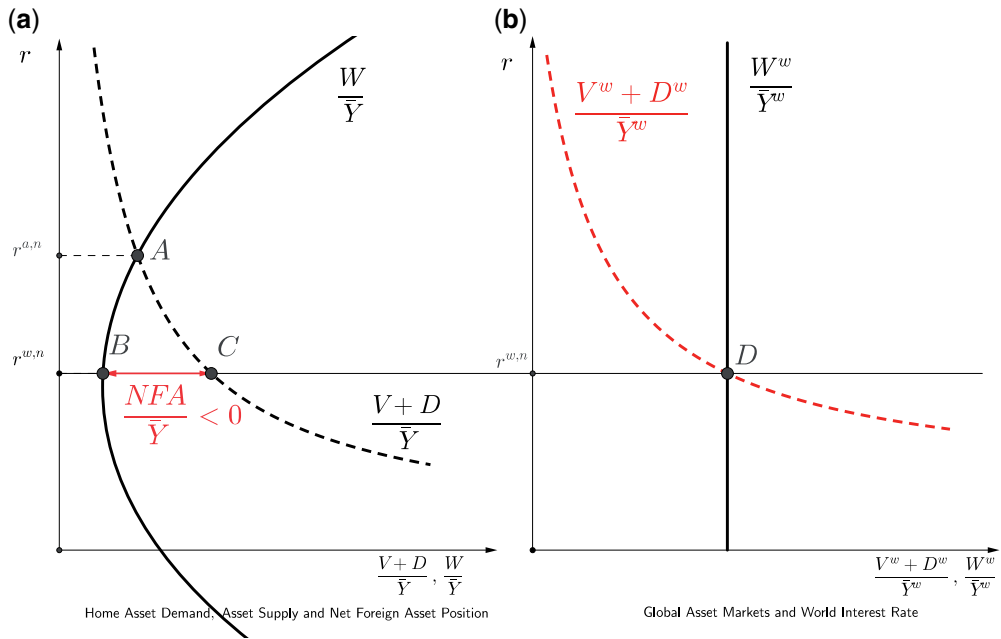 (a)
r
W
Ȳ
r^{a,n}
A
r^{w,n}
B
C
NFA
Ȳ
< 0
V + D
Ȳ
V + D
Ȳ
, W
Ȳ
Home Asset Demand, Asset Supply and Net Foreign Asset Position
(b)
r
V^w + D^w
Ȳ^w
W^w
Ȳ^w
r^{w,n}
D
V^w + D^w
Ȳ^w
, W^w
Ȳ^w
Global Asset Markets and World Interest Rate